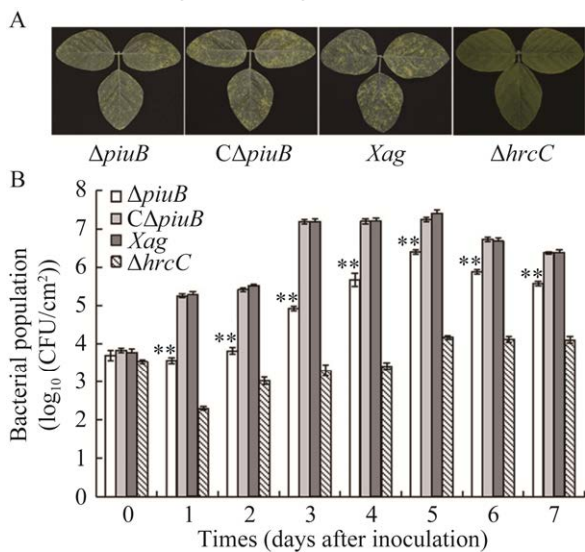 A
ΔpiuB CΔpiuB Xag ΔhrcC
B
ΔpiuB
CΔpiuB
Xag
ΔhrcC
8
7
6
5
4
3
2
1
0
Bacterial population
(log₁₀ (CFU/cm²))
** ** ** ** ** ** **
0 1 2 3 4 5 6 7
Times (days after inoculation)